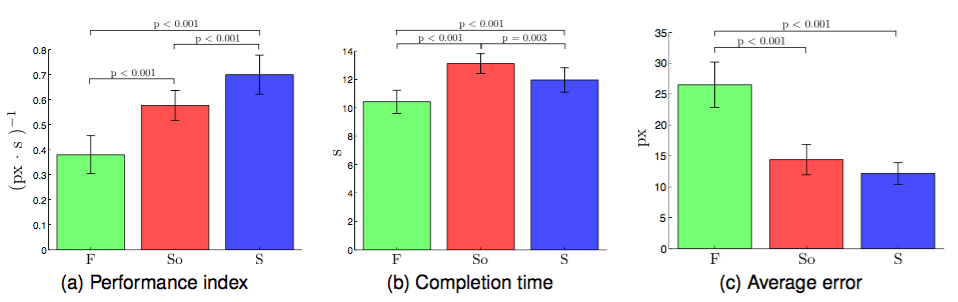 p < 0.001
p < 0.001
p < 0.001
0.8
0.7
0.6
0.5
0.4
0.3
0.2
0.1
0
(px · s )⁻¹
F So S
(a) Performance index
p < 0.001
p < 0.001 p = 0.003
14
12
10
8
6
4
2
0
s
F So S
(b) Completion time
p < 0.001
p < 0.001
35
30
25
20
15
10
5
0
px
F So S
(c) Average error